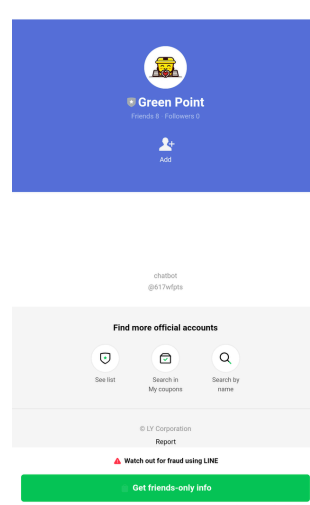 Green Point
Friends 8 · Followers 0
Add
chatbot
@617wfpts
Find more official accounts
See list
Search in
My coupons
Search by
name
© LY Corporation
Report
Watch out for fraud using LINE
Get friends-only info